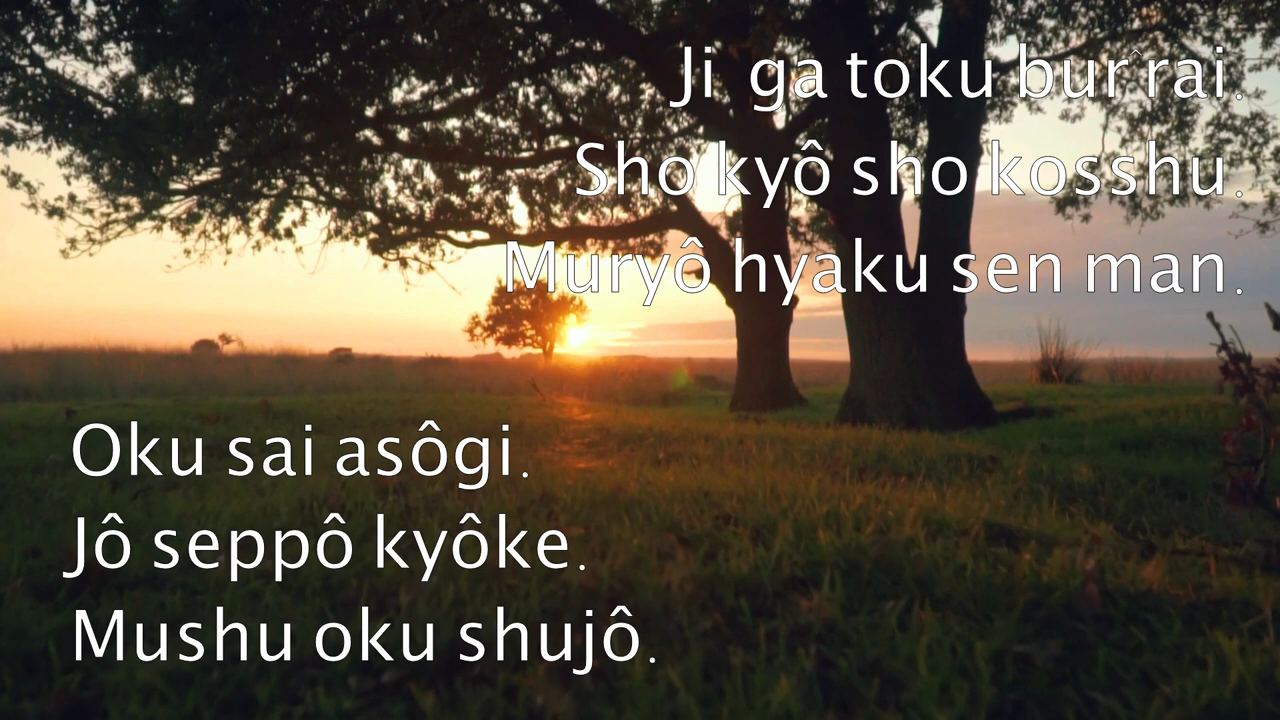 Ji ga toku bur^rai.
Sho kyô sho kosshu.
Muryô hyaku sen man.
Oku sai asôgi.
Jô seppô kyôke.
Mushu oku shujô.